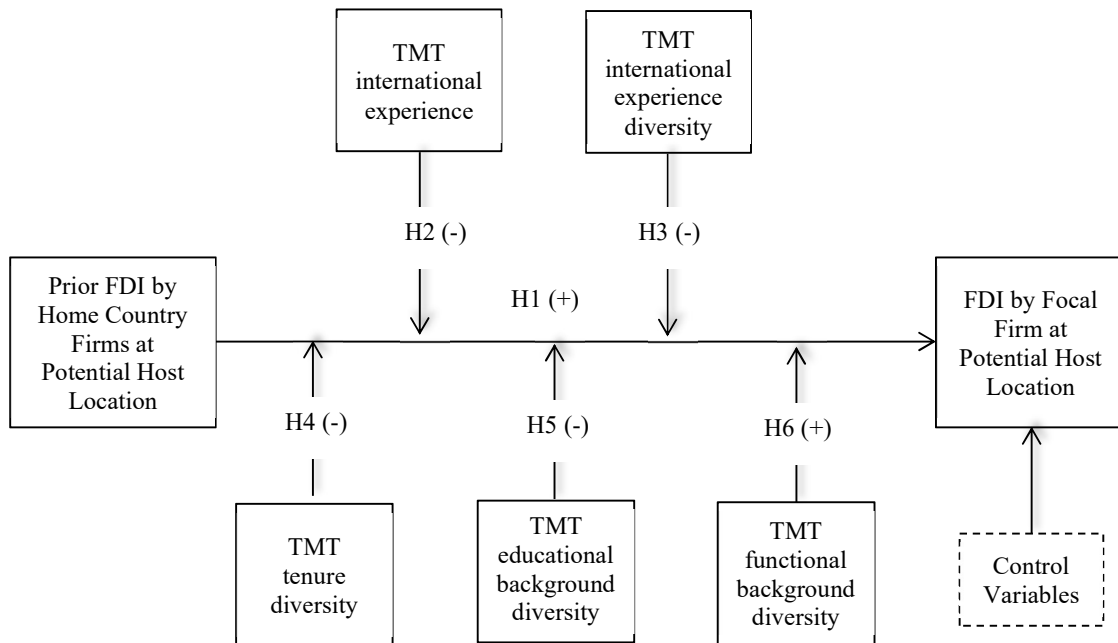 TMT
international
experience
TMT
international
experience
diversity
H2 (-)
H3 (-)
Prior FDI by
Home Country
Firms at
Potential Host
Location
H1 (+)
FDI by Focal
Firm at
Potential Host
Location
H4 (-)
H5 (-)
H6 (+)
TMT
tenure
diversity
TMT
educational
background
diversity
TMT
functional
background
diversity
Control
Variables